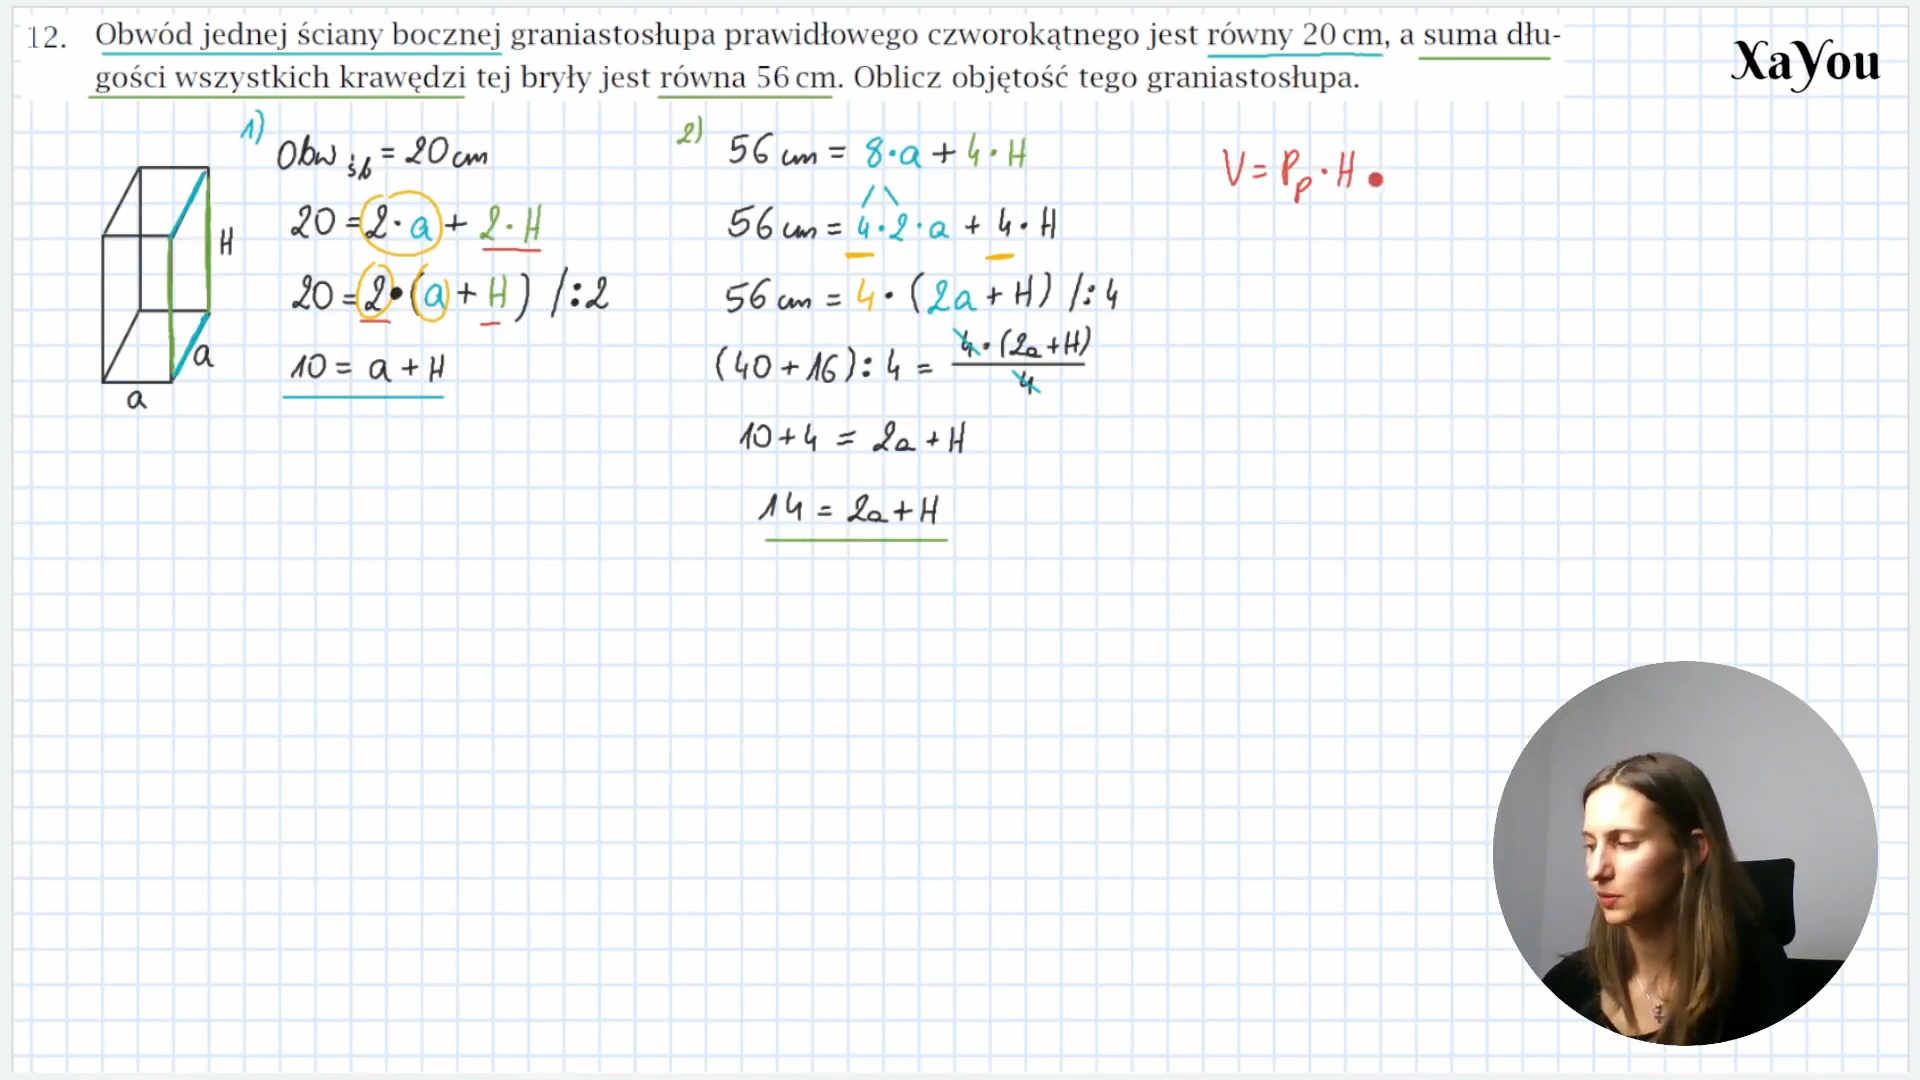 12. Obwód jednej ściany bocznej graniastosłupa prawidłowego czworokątnego jest równy 20 cm, a suma dłu-
gości wszystkich krawędzi tej bryły jest równa 56 cm. Oblicz objętość tego graniastosłupa.
XaYou
1)
Obw śb = 20 cm
20 = 2 · a + 2 · H
20 = 2 · (a + H) /:2
10 = a + H
H
a
a
2)
56 cm = 8 · a + 4 · H
56 cm = 4 · 2 · a + 4 · H
56 cm = 4 · (2a + H) /: 4
(40 + 16) : 4 = 4 · (2a + H) / 4
10 + 4 = 2a + H
14 = 2a + H
V = Pp · H